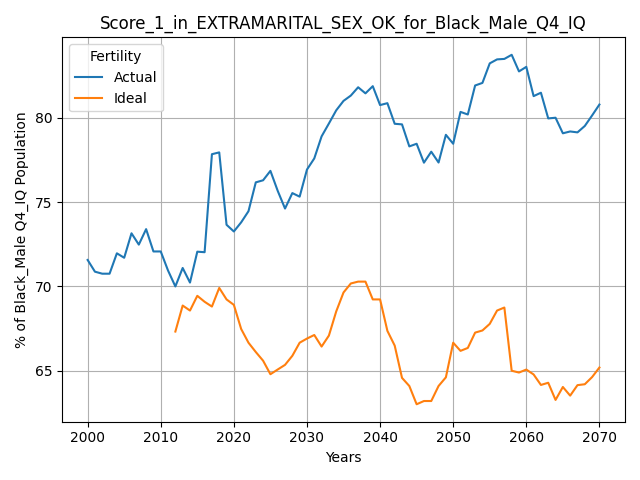 Score_1_in_EXTRAMARITAL_SEX_OK_for_Black_Male_Q4_IQ
Fertility
Actual
Ideal
% of Black_Male Q4_IQ Population
80
75
70
65
2000 2010 2020 2030 2040 2050 2060 2070
Years